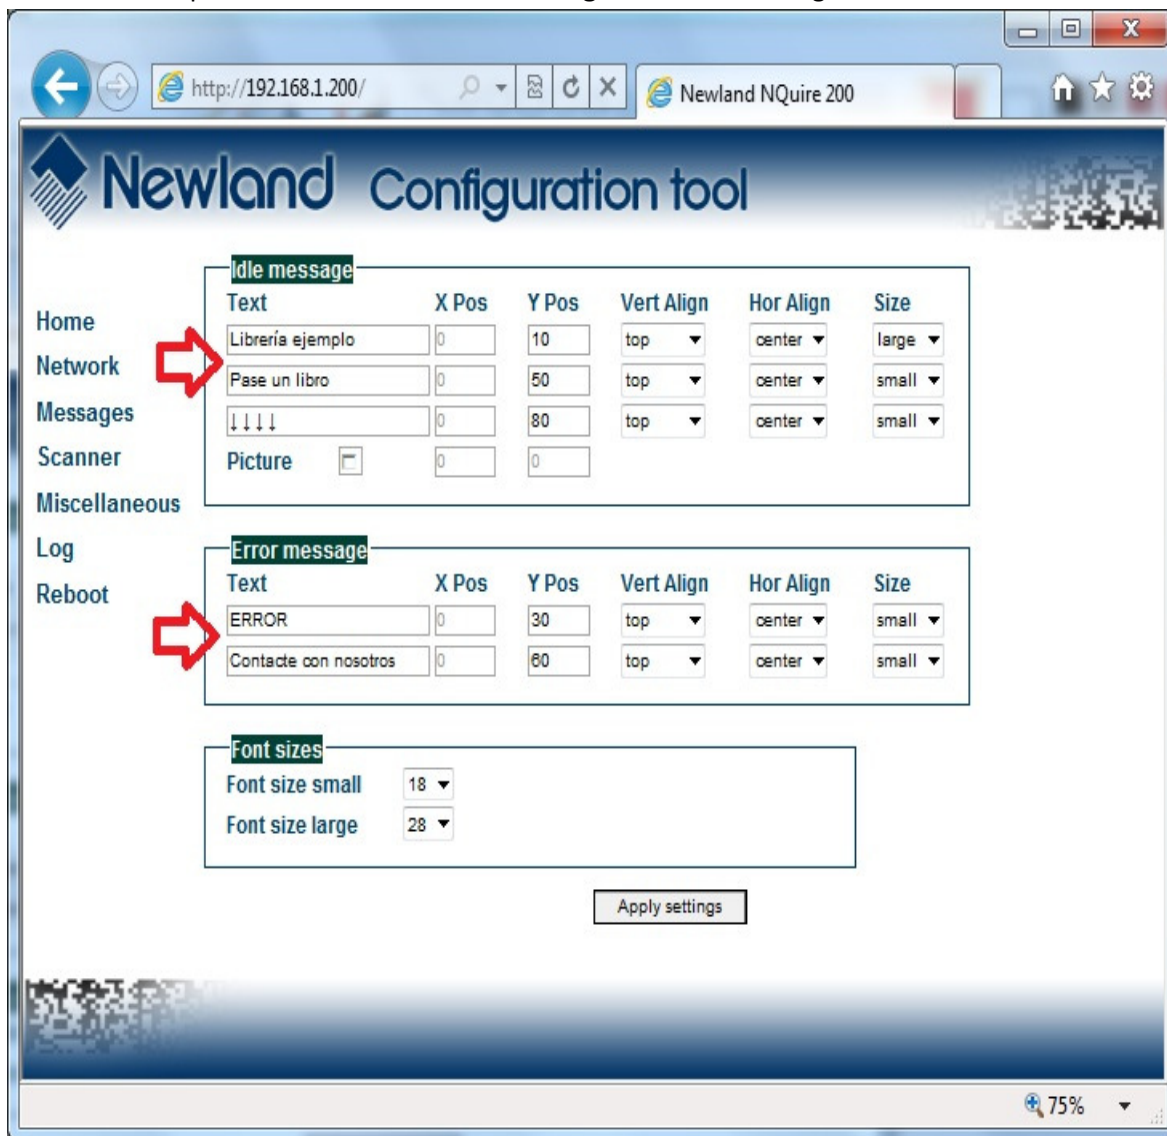 http://192.168.1.200/
Newland NQuire 200
Newland Configuration tool
Home
Network
Messages
Scanner
Miscellaneous
Log
Reboot
Idle message
Text X Pos Y Pos Vert Align Hor Align Size
Librería ejemplo 0 10 top center large
Pase un libro 0 50 top center small
↓↓↓↓ 0 80 top center small
Picture 0 0
Error message
Text X Pos Y Pos Vert Align Hor Align Size
ERROR 0 30 top center small
Contacte con nosotros 0 60 top center small
Font sizes
Font size small 18
Font size large 28
Apply settings
75%